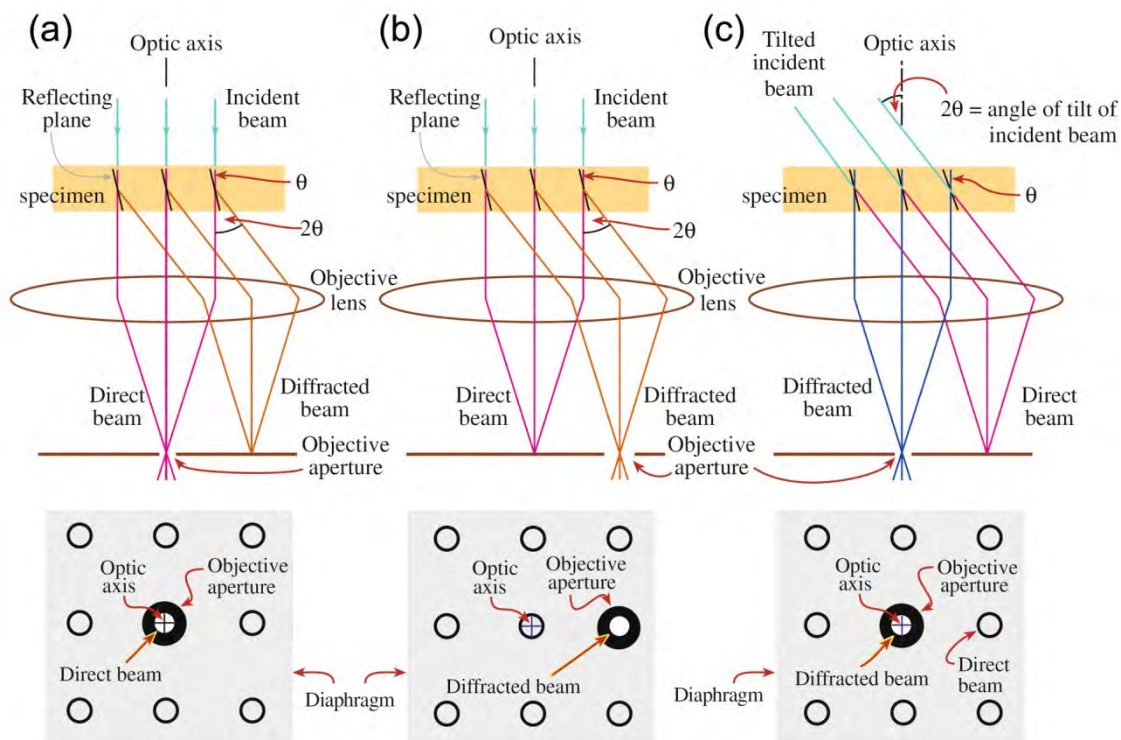 (a)
Optic axis
Reflecting
plane
Incident
beam
specimen
θ
2θ
Objective
lens
Direct
beam
Diffracted
beam
Objective
aperture
Optic
axis
Objective
aperture
Direct beam
(b)
Optic axis
Reflecting
plane
Incident
beam
specimen
θ
2θ
Objective
lens
Direct
beam
Diffracted
beam
Objective
aperture
Optic
axis
Objective
aperture
Diffracted beam
Diaphragm
(c)
Tilted
incident
beam
Optic axis
2θ = angle of tilt of
incident beam
specimen
θ
Diffracted
beam
Direct
beam
Optic
axis
Objective
aperture
Diffracted beam
Direct
beam
Diaphragm